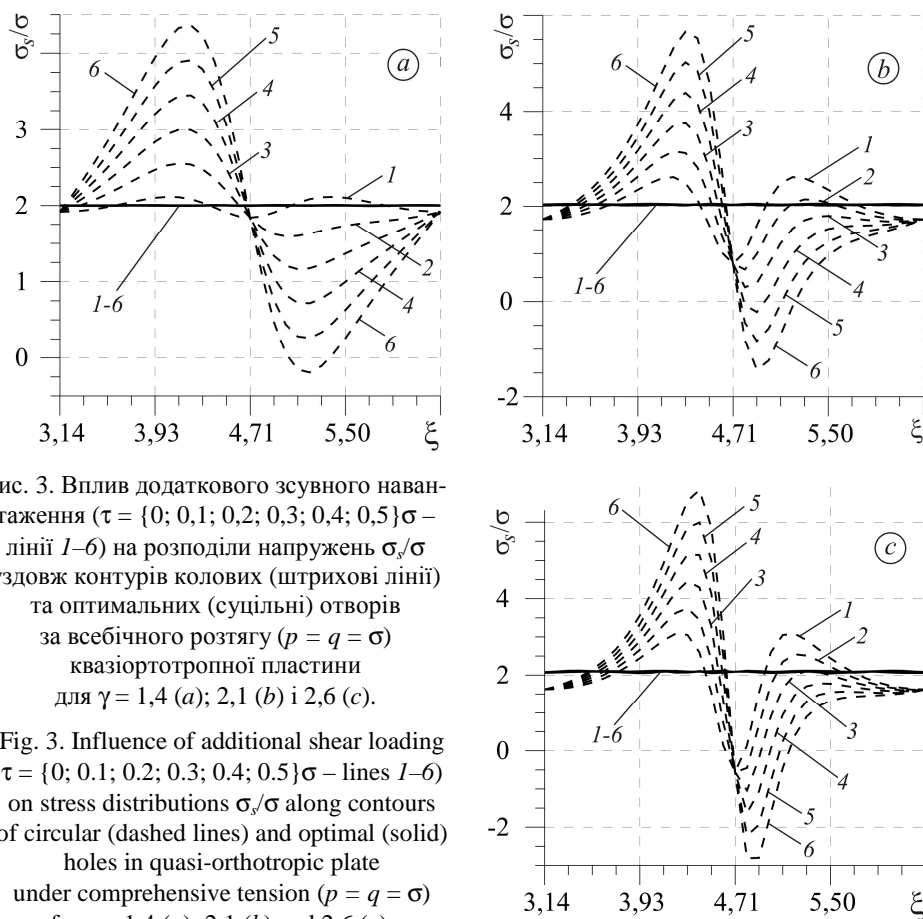 σs/σ
3
2
1
0
3,14 3,93 4,71 5,50 ξ
6 5 4 3 1
a
1-6
2
4
6
σs/σ
4
2
0
-2
3,14 3,93 4,71 5,50 ξ
6 5 4 3 1 2
b
1-6
3
4
5
6
ис. 3. Вплив додаткового зсувного наван-
таження (τ = {0; 0,1; 0,2; 0,3; 0,4; 0,5}σ –
лінії 1–6) на розподіли напружень σs/σ
уздовж контурів колових (штрихові лінії)
та оптимальних (суцільні) отворів
за всебічного розтягу (p = q = σ)
квазіортотропної пластини
для γ = 1,4 (a); 2,1 (b) і 2,6 (c).
Fig. 3. Influence of additional shear loading
τ = {0; 0.1; 0.2; 0.3; 0.4; 0.5}σ – lines 1–6)
on stress distributions σs/σ along contours
of circular (dashed lines) and optimal (solid)
holes in quasi-orthotropic plate
under comprehensive tension (p = q = σ)
σs/σ
4
2
0
-2
3,14 3,93 4,71 5,50 ξ
6 5 4 3 1 2
c
1-6
3
4
5
6